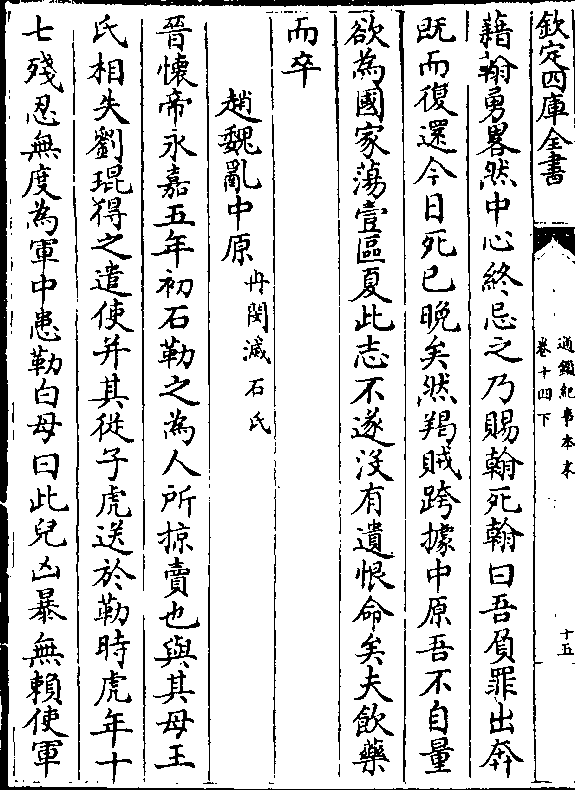 欽定四庫全書
通鑑紀事本末
卷十四下
十五
藉翰勇畧然中心終忌之乃賜翰死翰曰吾負罪出奔
既而復還今日死已晚矣然羯賊跨據中原吾不自量
欲為國家蕩壹區夏此志不遂沒有遺恨命矣夫飲藥
而卒
趙魏亂中原冉閔滅石氏
晉懷帝永嘉五年初石勒之為人所掠賣也與其母王
氏相失劉琨得之遣使并其從子虎送於勒時虎年十
七殘忍無度為軍中患勒白母曰此兒凶暴無賴使軍